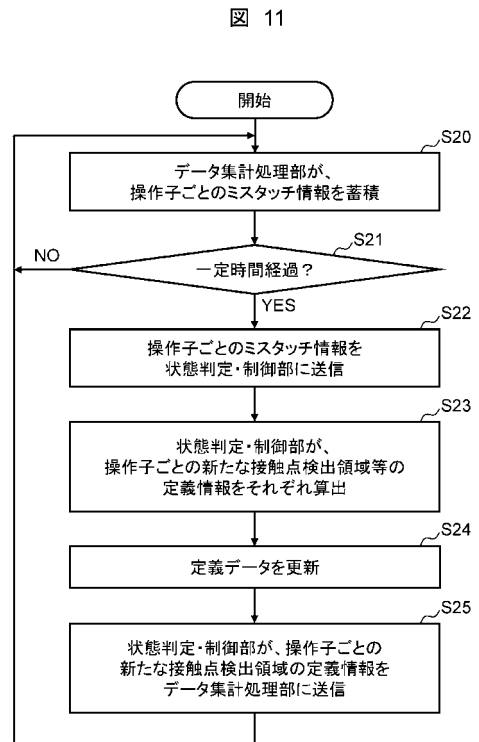 図 11
開始
S20
データ集計処理部が、
操作子ごとのミスタッチ情報を蓄積
S21
一定時間経過？
NO
YES
S22
操作子ごとのミスタッチ情報を
状態判定・制御部に送信
S23
状態判定・制御部が、
操作子ごとの新たな接触点検出領域等の
定義情報をそれぞれ算出
S24
定義データを更新
S25
状態判定・制御部が、操作子ごとの
新たな接触点検出領域の定義情報を
データ集計処理部に送信